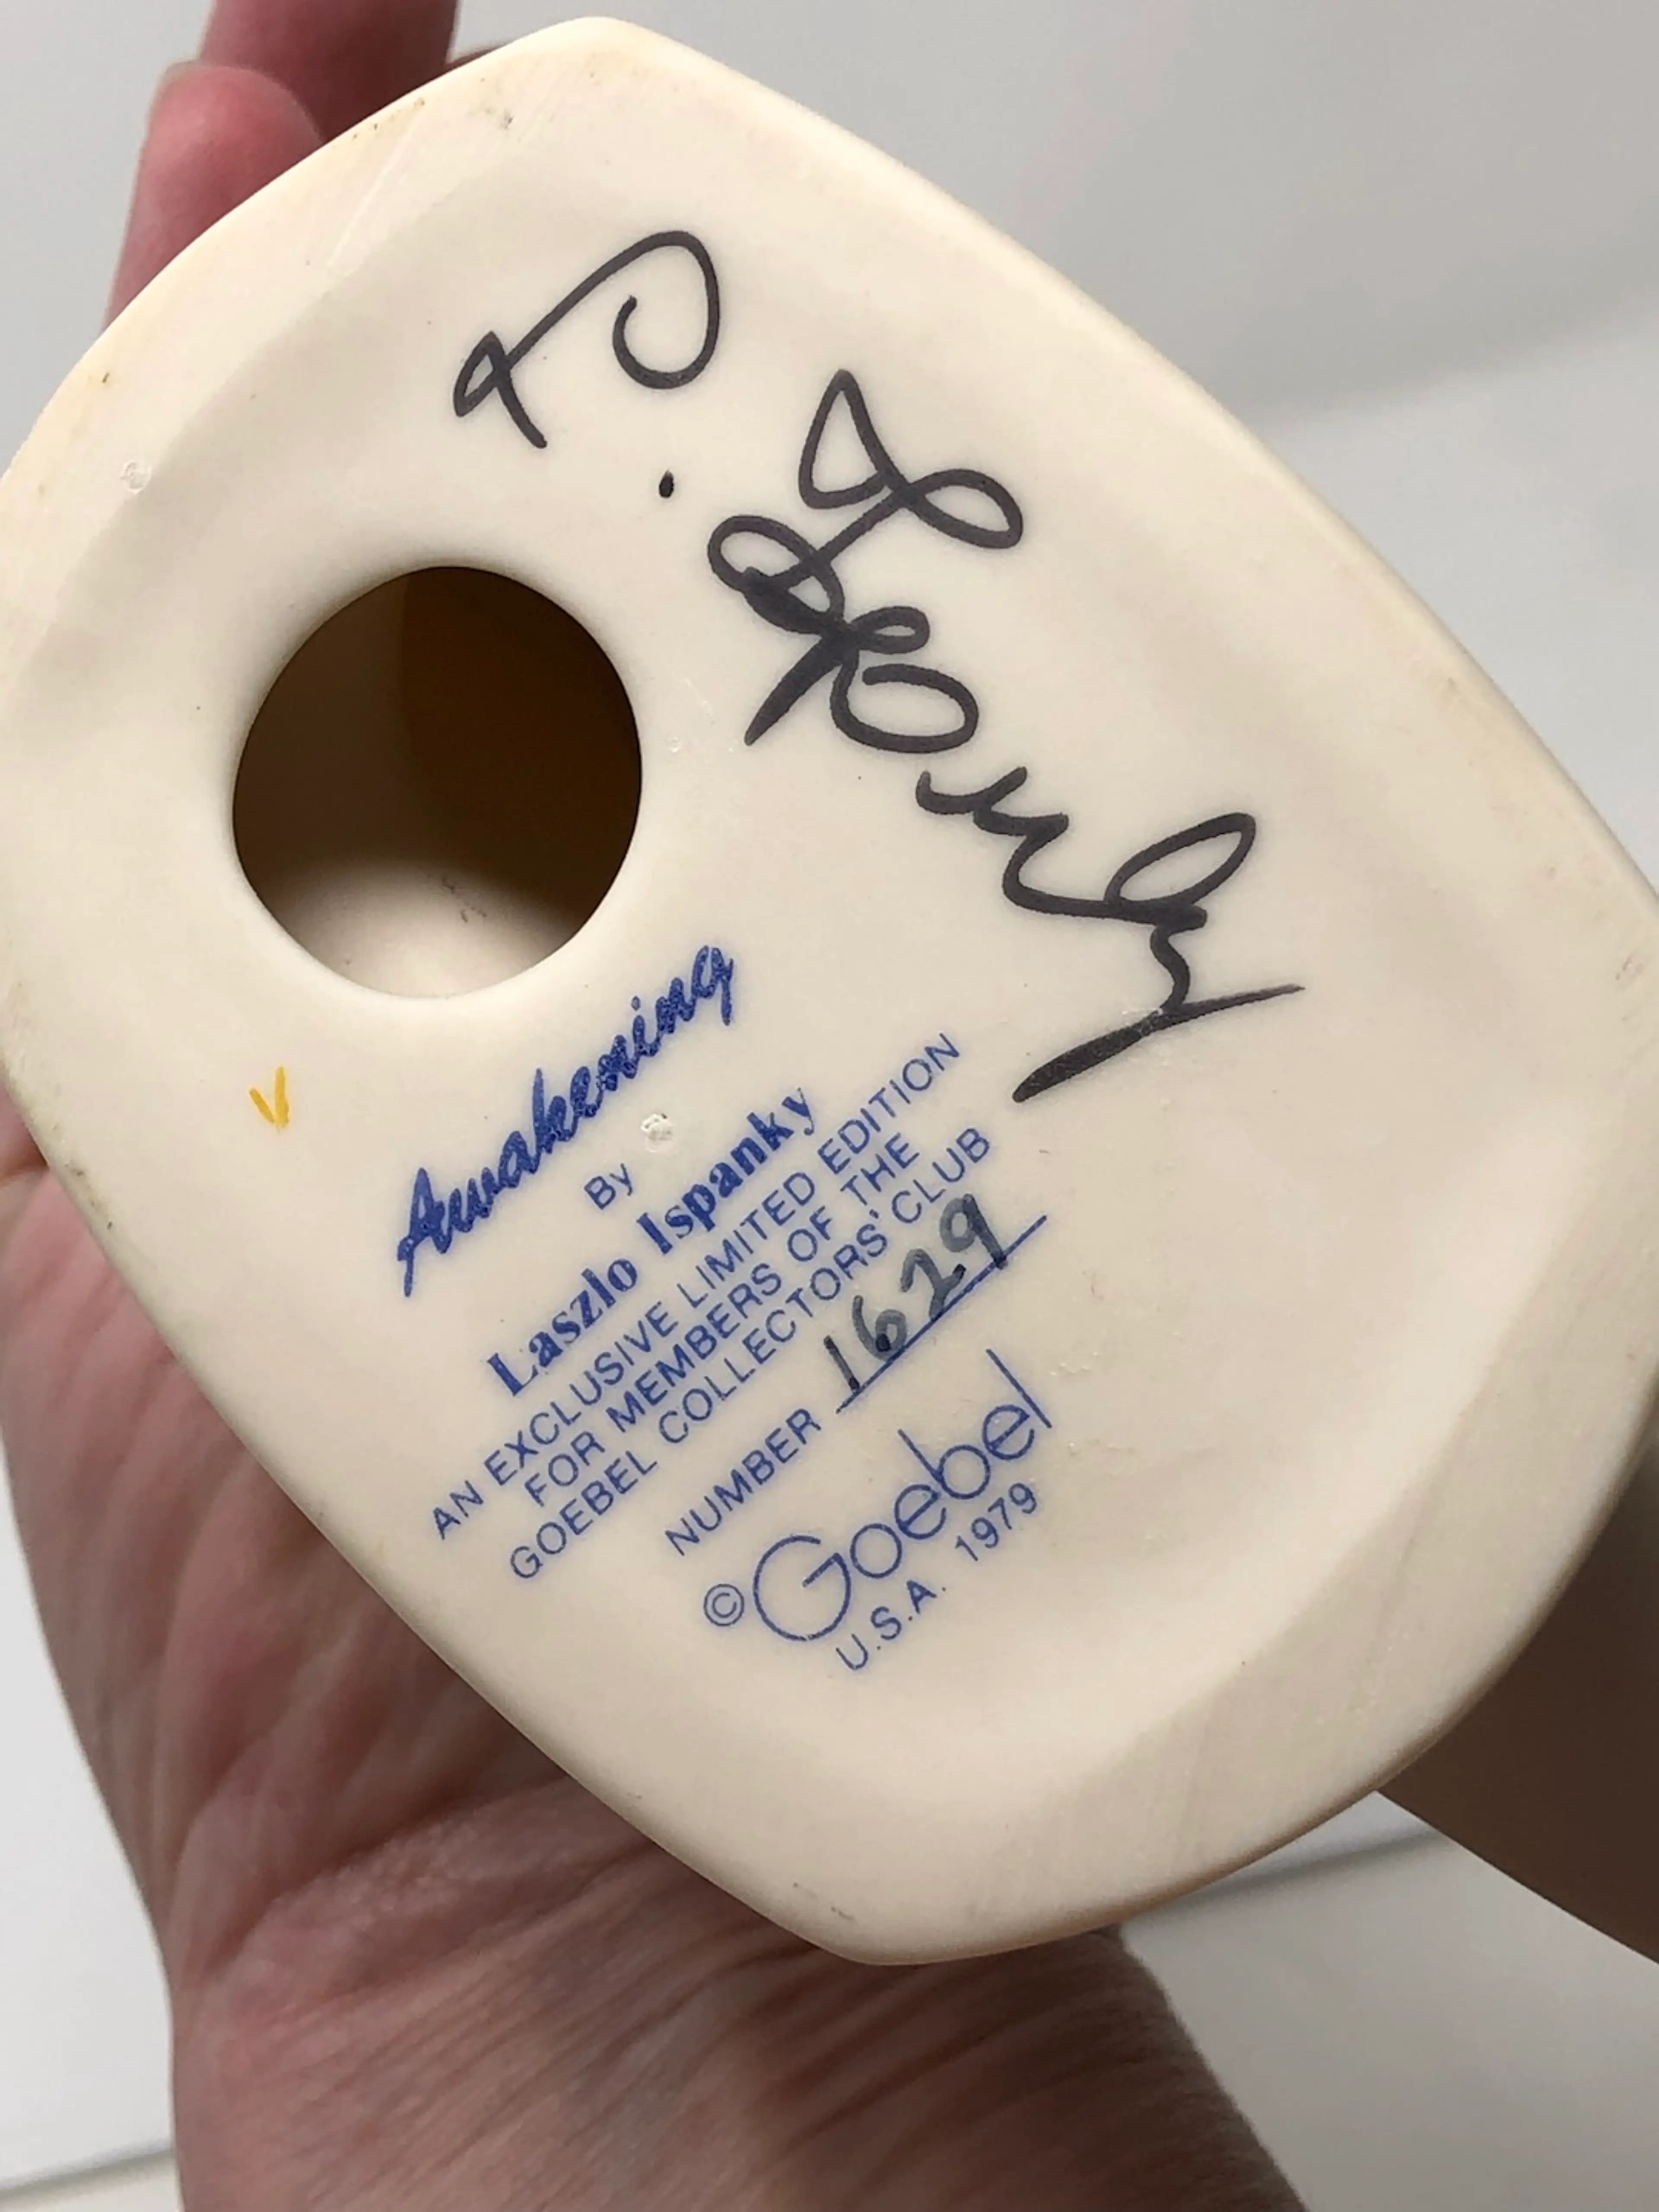 Awakening
By
Laszlo Ispanky
AN EXCLUSIVE LIMITED EDITION
FOR MEMBERS OF THE
GOEBEL COLLECTORS' CLUB
NUMBER 1629
© Goebel
U.S.A. 1979